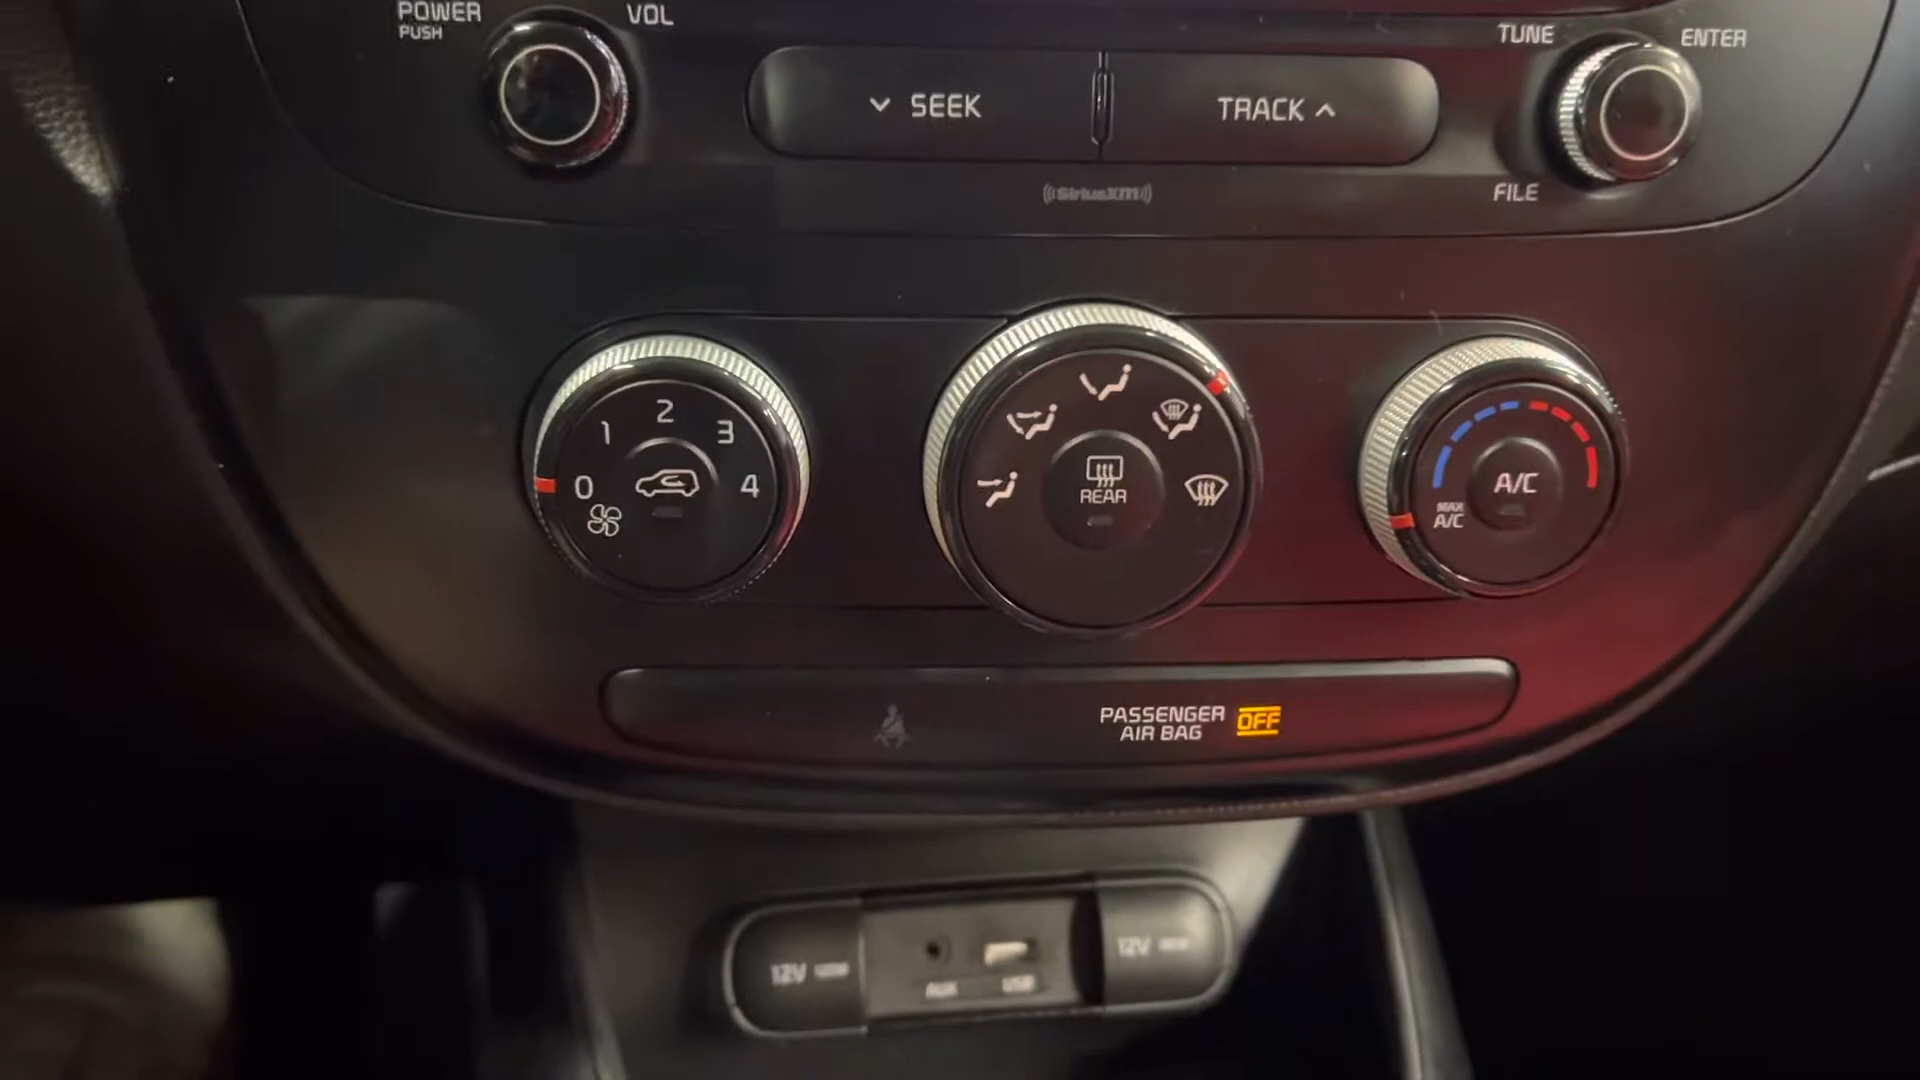 POWER
PUSH
VOL
TUNE
ENTER
SEEK
TRACK
FILE
((SiriusXM))
0
1
2
3
4
REAR
A/C
MAX
A/C
PASSENGER
AIR BAG
OFF
12V
AUX
USB
12V